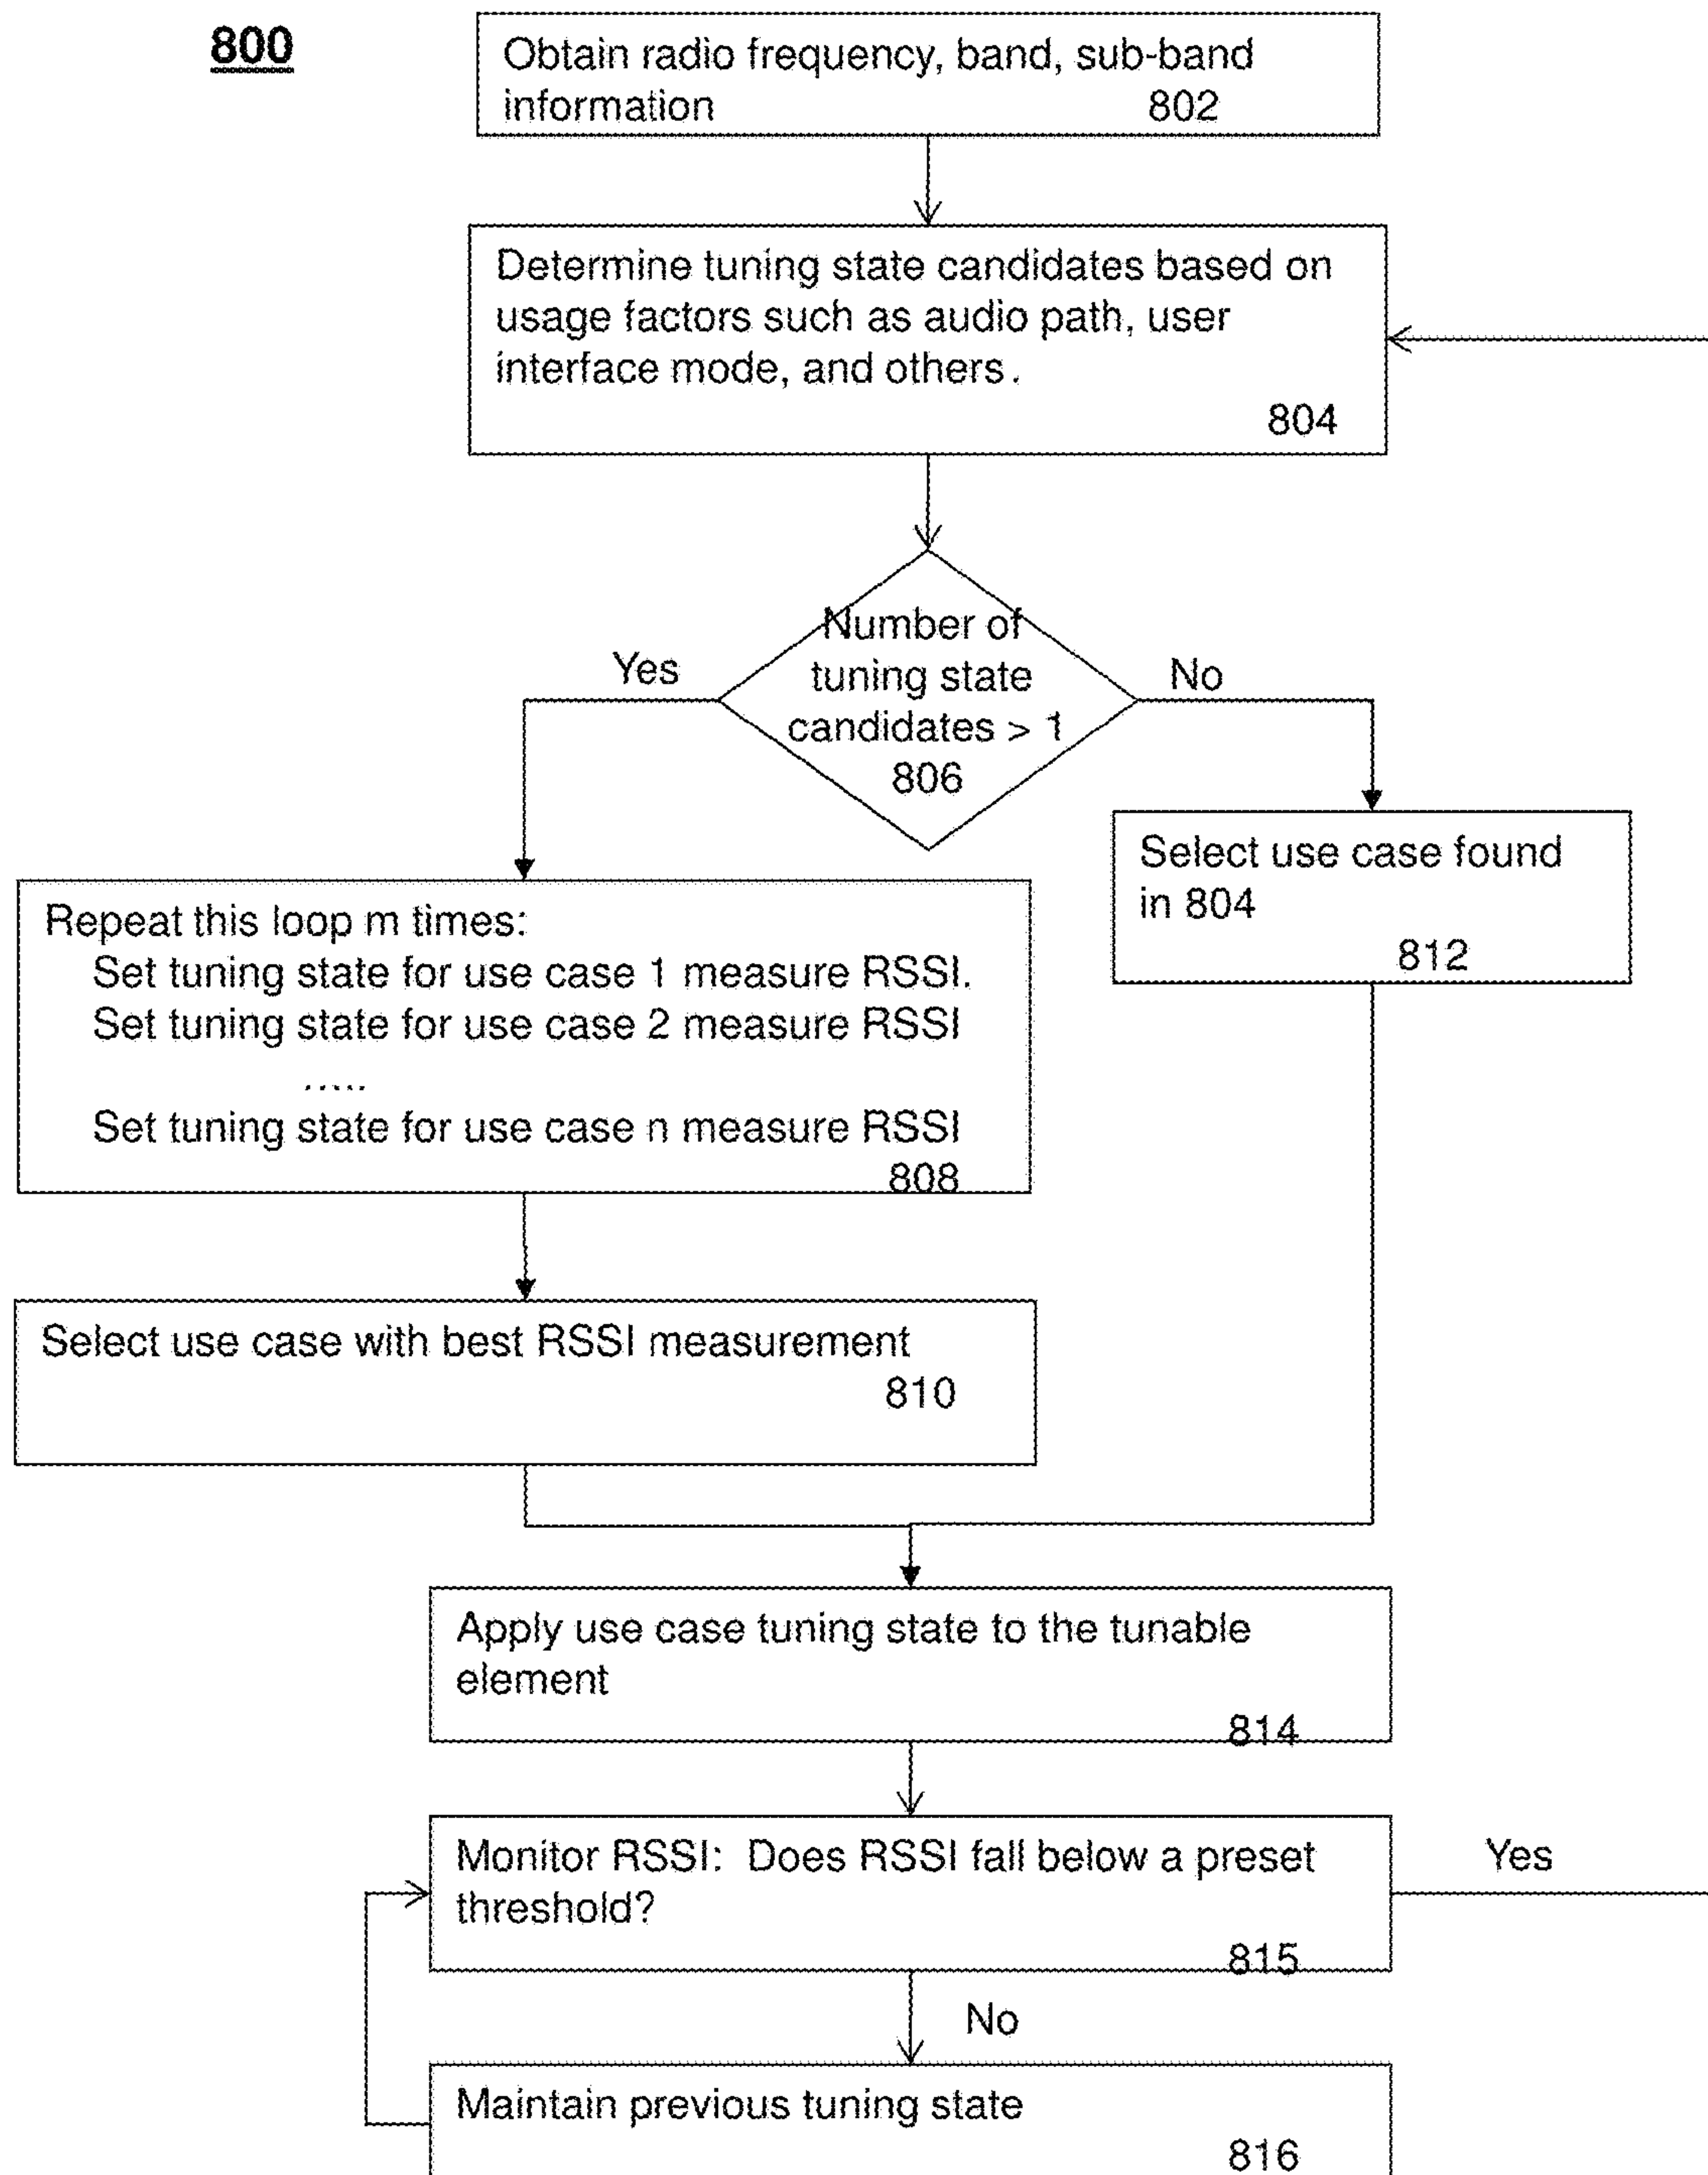 800
Obtain radio frequency, band, sub-band
information 802
Determine tuning state candidates based on
usage factors such as audio path, user
interface mode, and others.
804
Number of
tuning state
candidates > 1
806
Yes
No
Select use case found
in 804
812
Repeat this loop m times:
Set tuning state for use case 1 measure RSSI.
Set tuning state for use case 2 measure RSSI
.....
Set tuning state for use case n measure RSSI
808
Select use case with best RSSI measurement
810
Apply use case tuning state to the tunable
element
814
Monitor RSSI: Does RSSI fall below a preset
threshold?
815
Yes
No
Maintain previous tuning state
816